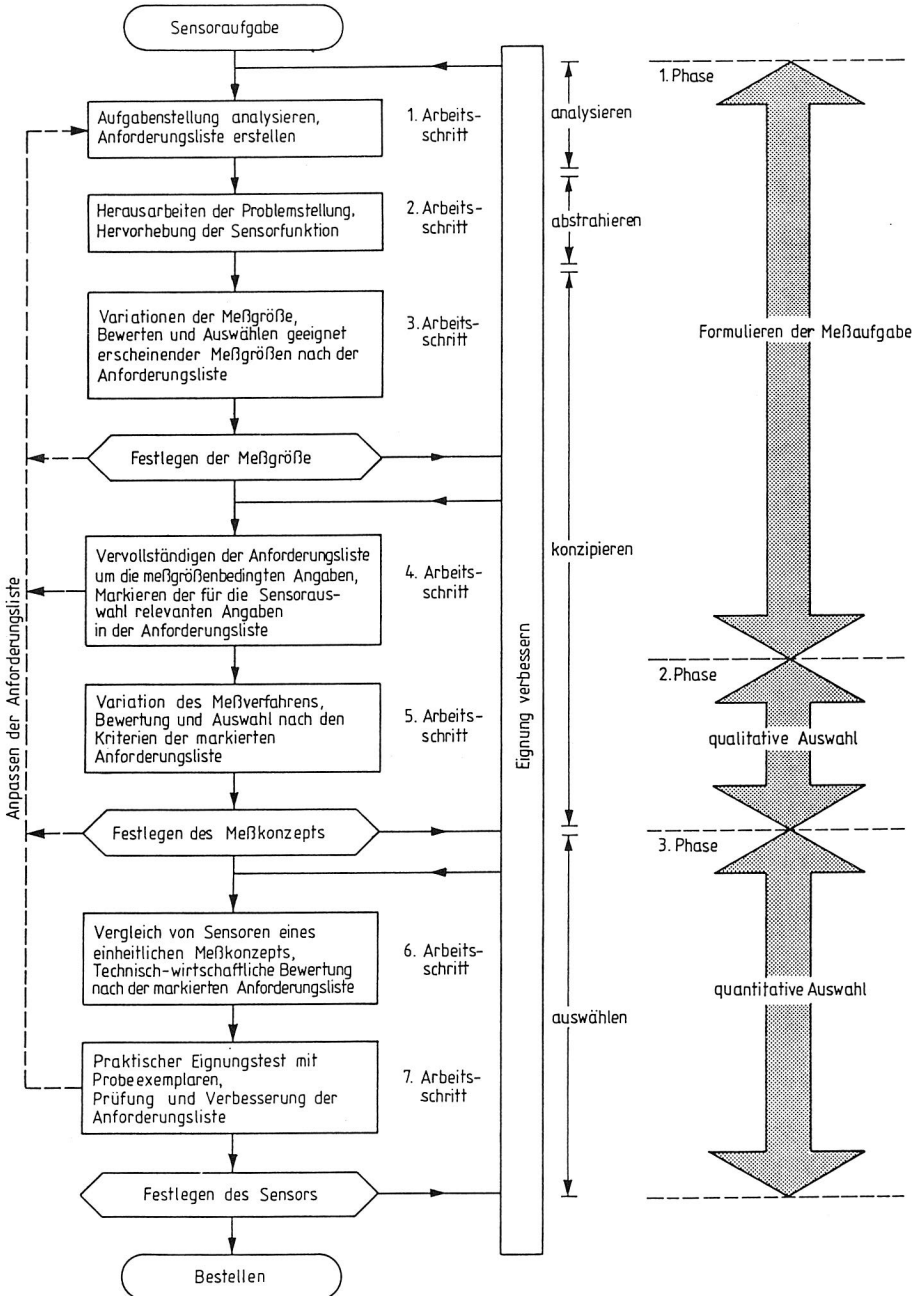 Sensoraufgabe
Aufgabenstellung analysieren,
Anforderungsliste erstellen
1. Arbeits-
schritt
Herausarbeiten der Problemstellung,
Hervorhebung der Sensorfunktion
2. Arbeits-
schritt
Variationen der Meßgröße,
Bewerten und Auswählen geeignet
erscheinender Meßgrößen nach der
Anforderungsliste
3. Arbeits-
schritt
Festlegen der Meßgröße
Vervollständigen der Anforderungsliste
um die meßgrößenbedingten Angaben,
Markieren der für die Sensoraus-
wahl relevanten Angaben
in der Anforderungsliste
4. Arbeits-
schritt
Variation des Meßverfahrens,
Bewertung und Auswahl nach den
Kriterien der markierten
Anforderungsliste
5. Arbeits-
schritt
Festlegen des Meßkonzepts
Vergleich von Sensoren eines
einheitlichen Meßkonzepts,
Technisch-wirtschaftliche Bewertung
nach der markierten Anforderungsliste
6. Arbeits-
schritt
Praktischer Eignungstest mit
Probeexemplaren,
Prüfung und Verbesserung der
Anforderungsliste
7. Arbeits-
schritt
Festlegen des Sensors
Bestellen
Anpassen der Anforderungsliste
Eignung verbessern
analysieren
abstrahieren
konzipieren
auswählen
1. Phase
Formulieren der Meßaufgabe
2. Phase
qualitative Auswahl
3. Phase
quantitative Auswahl